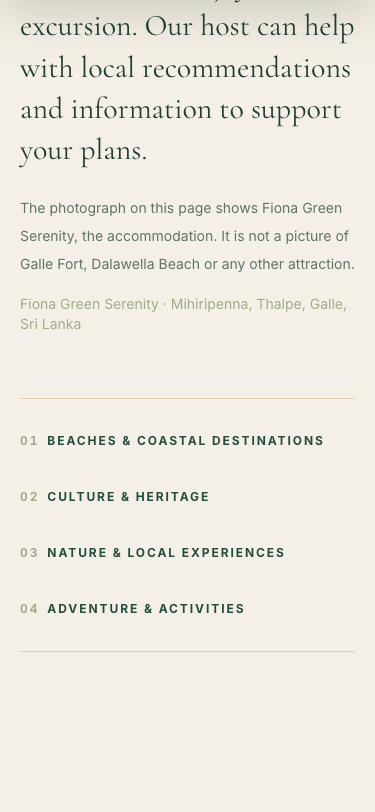 excursion. Our host can help
with local recommendations
and information to support
your plans.
The photograph on this page shows Fiona Green
Serenity, the accommodation. It is not a picture of
Galle Fort, Dalawella Beach or any other attraction.
Fiona Green Serenity · Mihiripenna, Thalpe, Galle,
Sri Lanka
01 BEACHES & COASTAL DESTINATIONS
02 CULTURE & HERITAGE
03 NATURE & LOCAL EXPERIENCES
04 ADVENTURE & ACTIVITIES